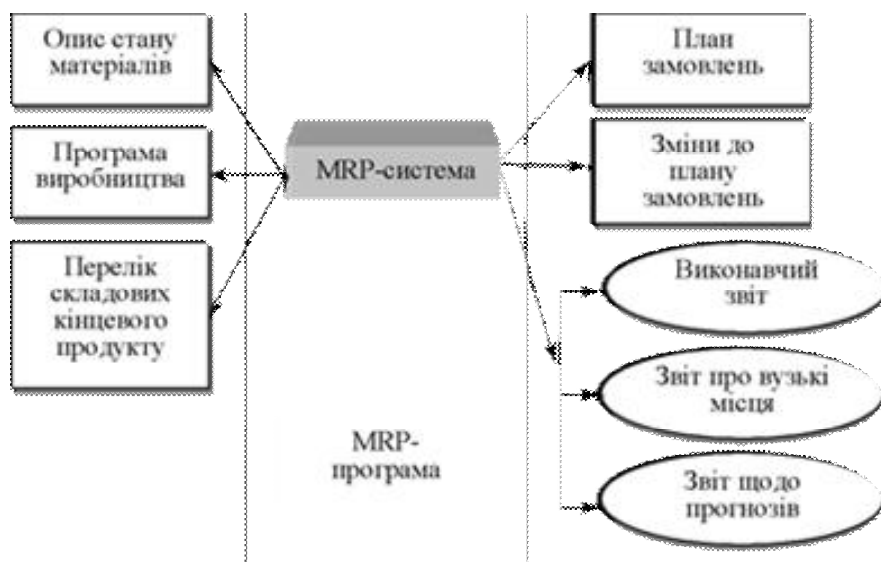 Опис стану
матеріалів
Програма
виробництва
Перелік
складових
кінцевого
продукту
MRP-система
MRP-
програма
План
замовлень
Зміни до
плану
замовлень
Виконавчий
звіт
Звіт про вузькі
місця
Звіт щодо
прогнозів